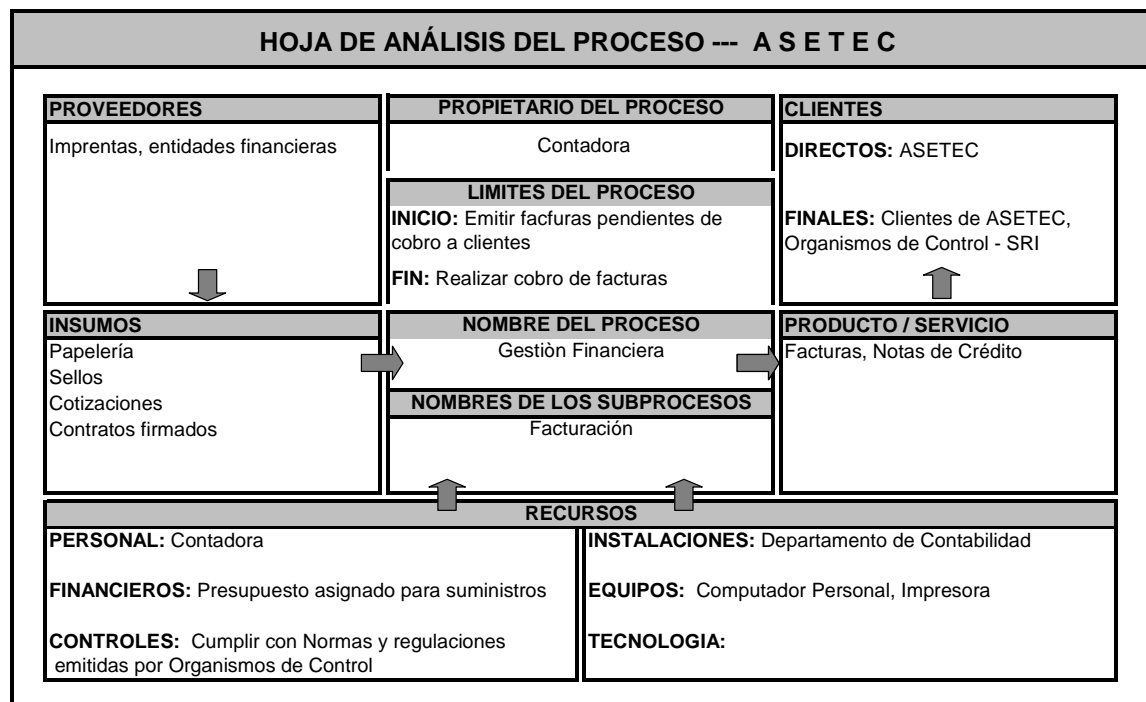 HOJA DE ANÁLISIS DEL PROCESO --- A S E T E C
PROVEEDORES
Imprentas, entidades financieras
PROPIETARIO DEL PROCESO
Contadora
LIMITES DEL PROCESO
INICIO: Emitir facfuras pendientes de
cobro a clientes
FIN: Realizar cobro de facturas
CLIENTES
DIRECTOS: ASETEC
FINALES: Clientes de ASETEC,
Organismos de Control - SRI
INSUMOS
Papelería
Sellos
Cotizaciones
Contratos firmados
NOMBRE DEL PROCESO
Gestiòn Financiera
NOMBRES DE LOS SUBPROCESOS
Facturación
PRODUCTO / SERVICIO
Facturas, Notas de Crédito
RECURSOS
PERSONAL: Contadora
FINANCIEROS: Presupuesto asignado para suministros
CONTROLES: Cumplir con Normas y regulaciones
emitidas por Organismos de Control
INSTALACIONES: Departamento de Contabilidad
EQUIPOS: Computador Personal, Impresora
TECNOLOGIA: